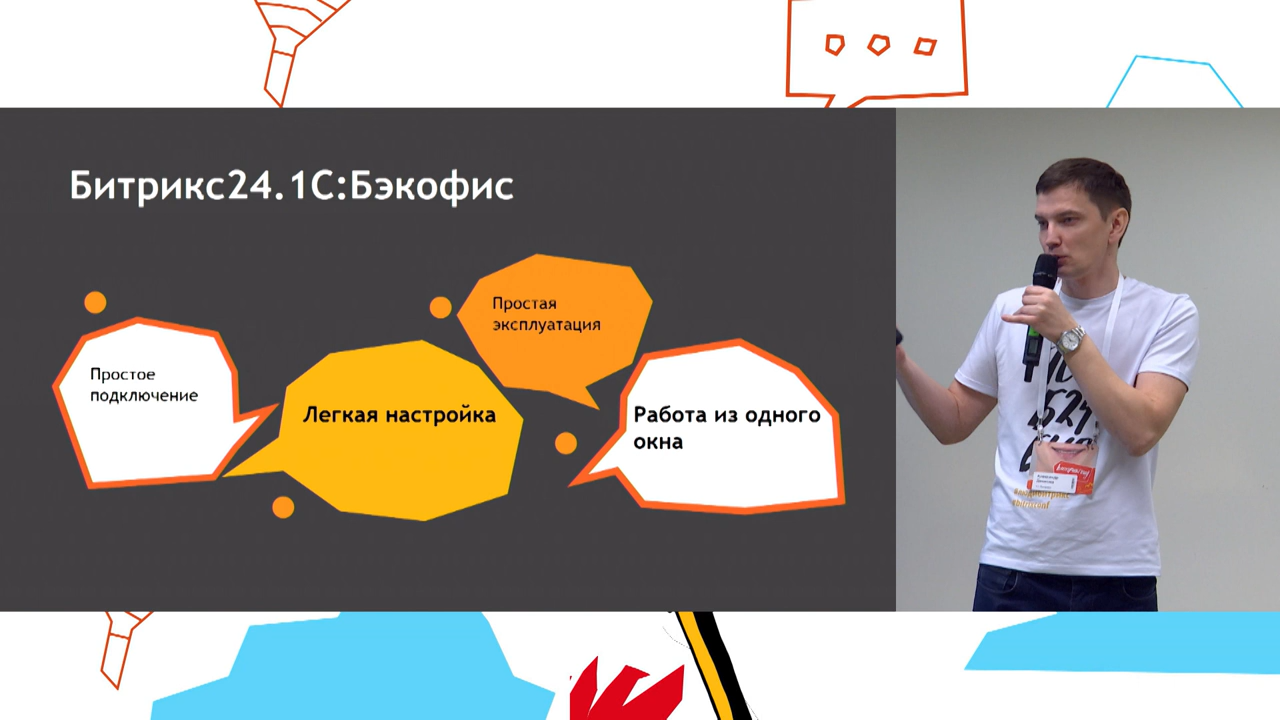 Битрикс24.1С:Бэкофис
Простая
эксплуатация
Простое
подключение
Легкая настройка
Работа из одного
окна